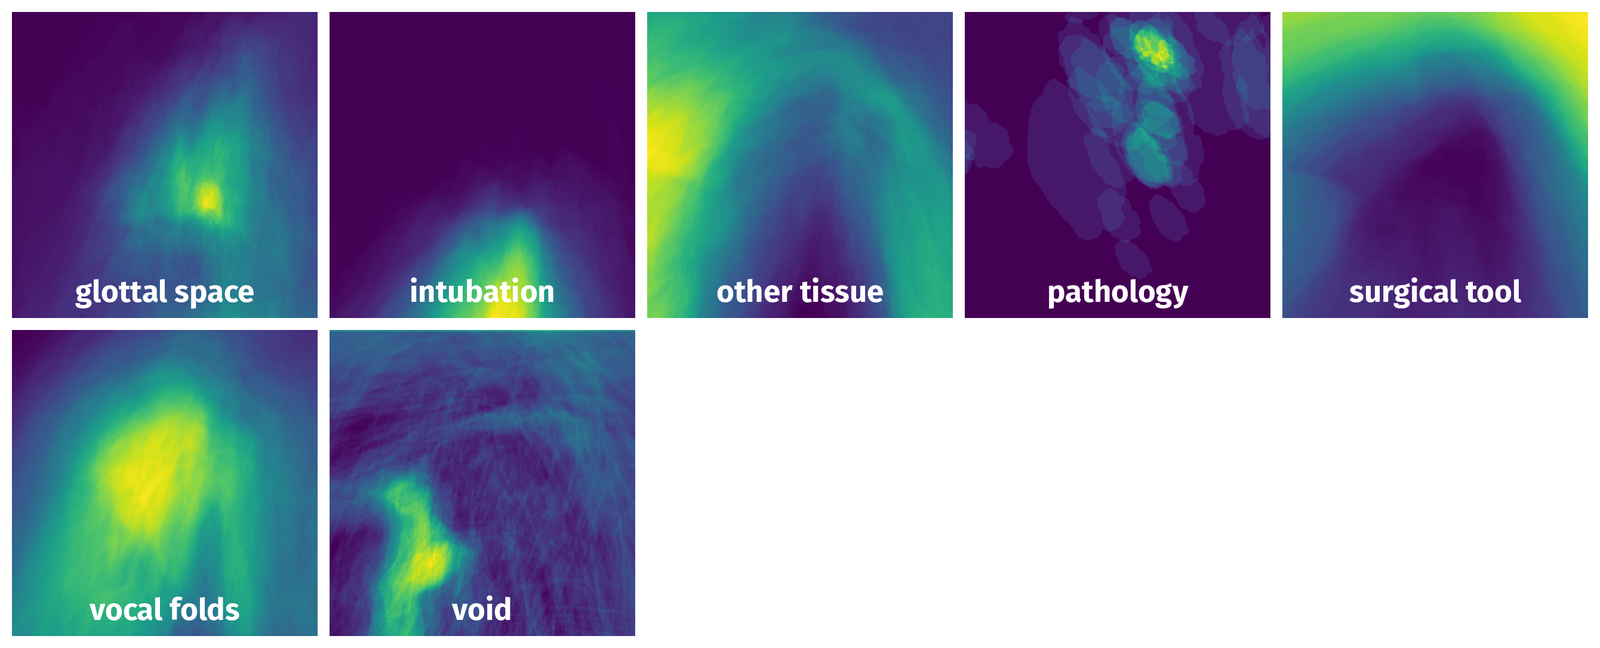 glottal space
intubation
other tissue
pathology
surgical tool
vocal folds
void